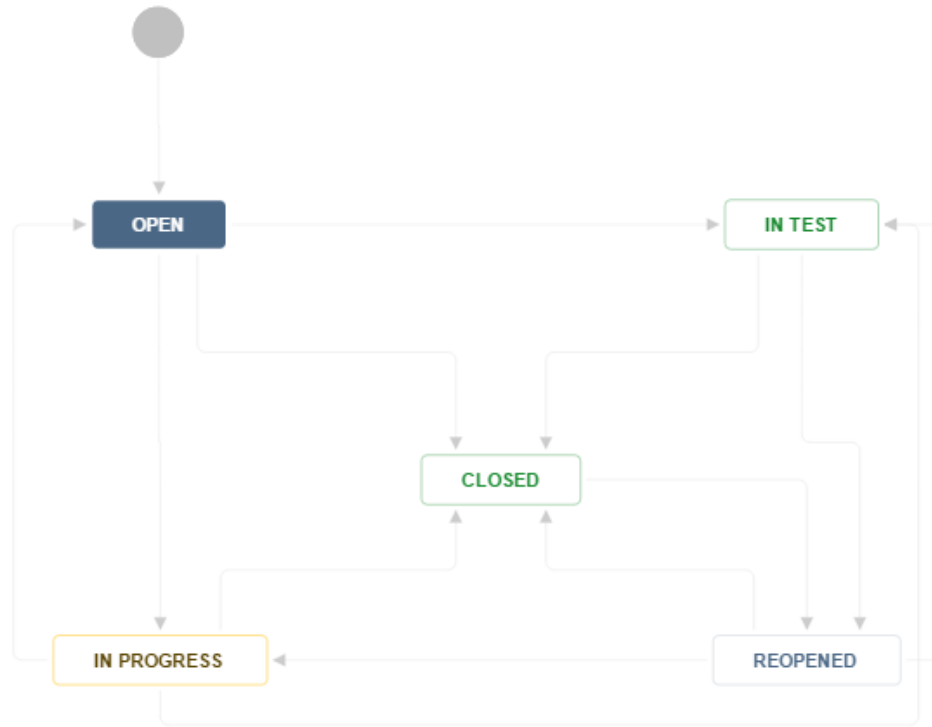 OPEN
IN TEST
CLOSED
IN PROGRESS
REOPENED